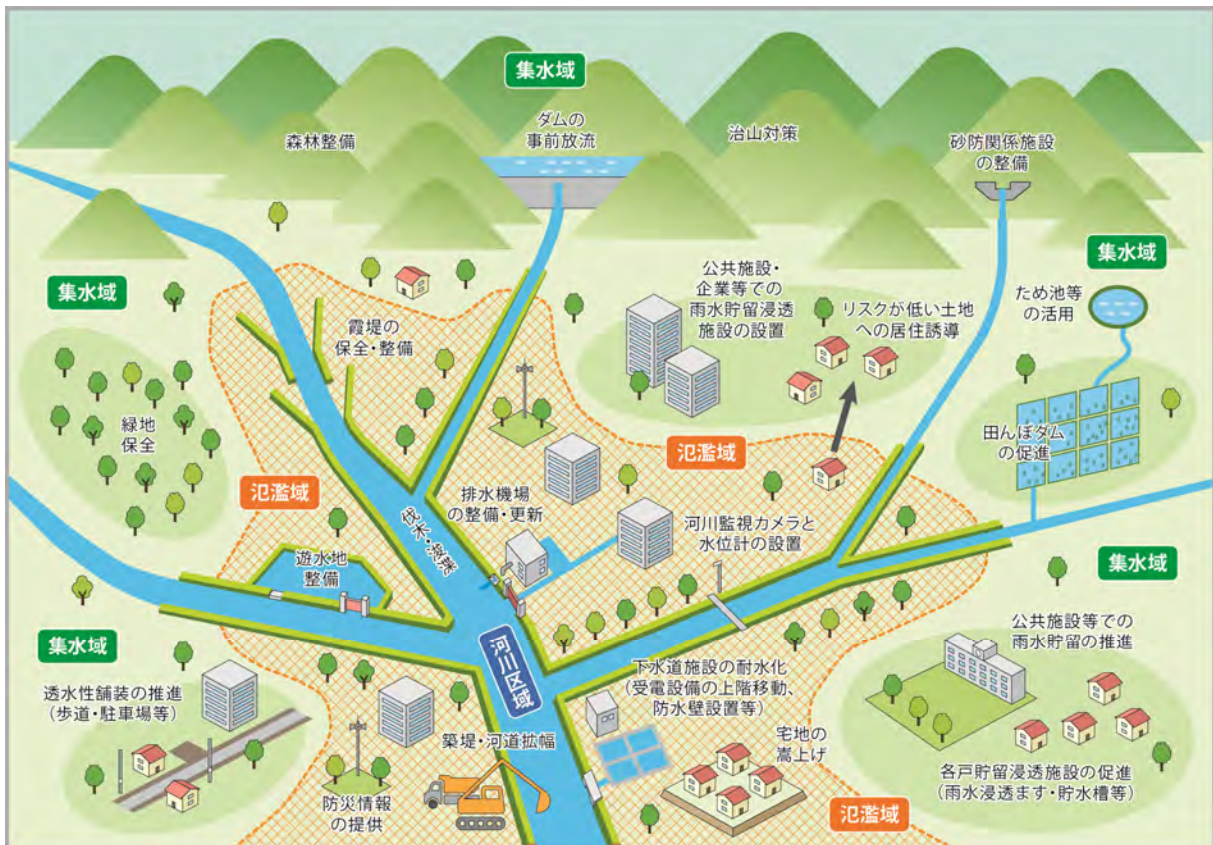 集水域
森林整備
ダムの
事前放流
治山対策
砂防関係施設
の整備
集水域
集水域
公共施設・
企業等での
雨水貯留浸透
施設の設置
リスクが低い土地
への居住誘導
ため池等
の活用
霞堤の
保全・整備
緑地
保全
田んぼダム
の促進
氾濫域
氾濫域
排水機場
の整備・更新
伐木・浚渫
河川監視カメラと
水位計の設置
遊水地
整備
集水域
集水域
河川区域
公共施設等での
雨水貯留の推進
透水性舗装の推進
（歩道・駐車場等）
下水道施設の耐水化
（受電設備の上階移動、
防水壁設置等）
築堤・河道拡幅
宅地の
嵩上げ
各戸貯留浸透施設の促進
（雨水浸透ます・貯水槽等）
防災情報
の提供
氾濫域